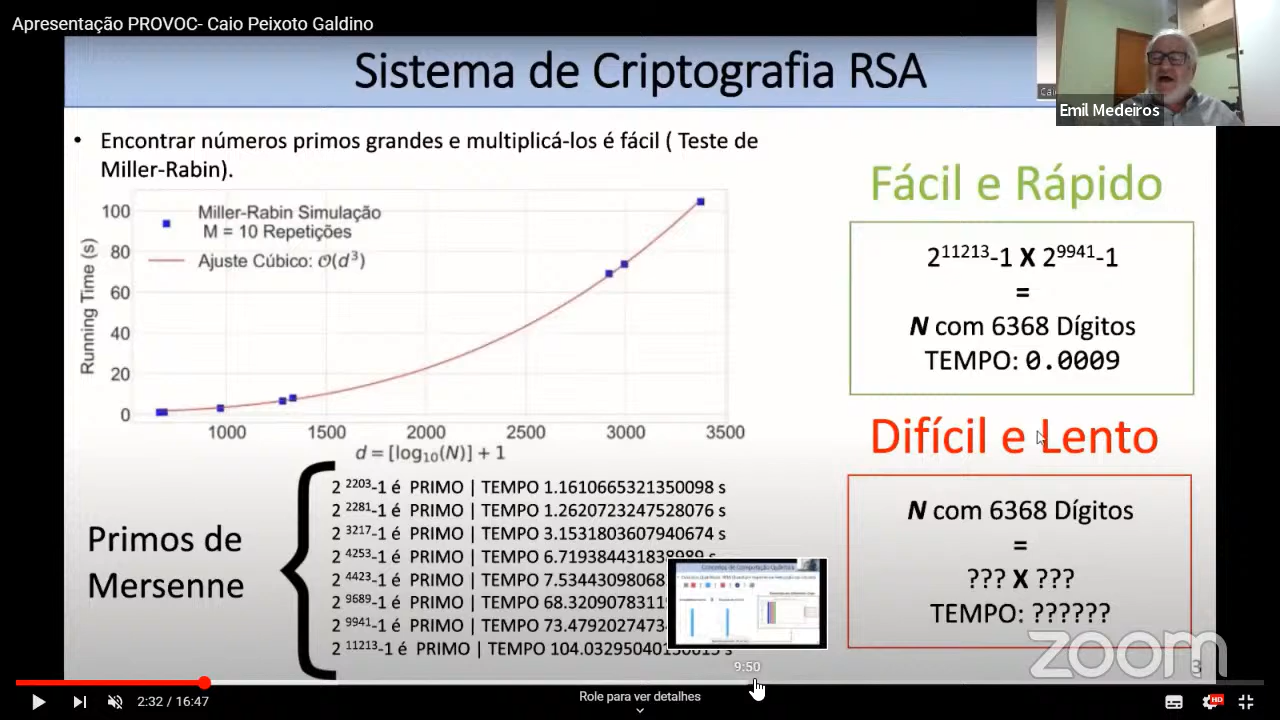 Apresentação PROVOC- Caio Peixoto Galdino
Sistema de Criptografia RSA
Emil Medeiros
• Encontrar números primos grandes e multiplicá-los é fácil ( Teste de
Miller-Rabin).
Running Time (s)
100
80
60
40
20
0
Miller-Rabin Simulação
M = 10 Repetições
Ajuste Cúbico: 𝒪(d³)
1000 1500 2000 2500 3000 3500
d = [log₁₀(N)] + 1
Primos de
Mersenne
2 ²²⁰³-1 é PRIMO | TEMPO 1.1610665321350098 s
2 ²²⁸¹-1 é PRIMO | TEMPO 1.2620723247528076 s
2 ³²¹⁷-1 é PRIMO | TEMPO 3.1531803607940674 s
2 ⁴²⁵³-1 é PRIMO | TEMPO 6.719384431838989 s
2 ⁴⁴²³-1 é PRIMO | TEMPO 7.53443098068
2 ⁹⁶⁸⁹-1 é PRIMO | TEMPO 68.3209078311
2 ⁹⁹⁴¹-1 é PRIMO | TEMPO 73.4792027473
2 ¹¹²¹³-1 é PRIMO | TEMPO 104.03295040150613 s
Fácil e Rápido
2¹¹²¹³-1 X 2⁹⁹⁴¹-1
=
N com 6368 Dígitos
TEMPO: 0.0009
Difícil e Lento
N com 6368 Dígitos
=
??? X ???
TEMPO: ??????
zoom
3
9:50
2:32 / 16:47
Role para ver detalhes
HD